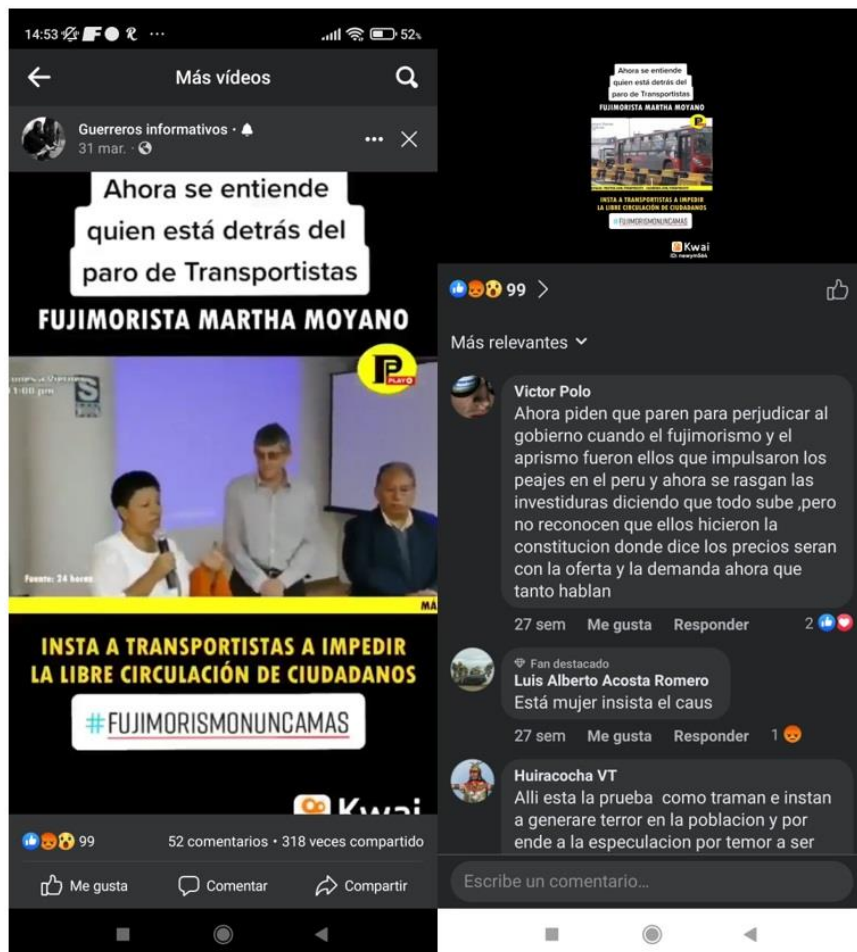 14:53
52%
Más vídeos
Guerreros informativos
31 mar.
Ahora se entiende
quien está detrás del
paro de Transportistas
FUJIMORISTA MARTHA MOYANO
P
PLAY
11:00 pm
S
Fuente: 24 horas
MÁ
INSTA A TRANSPORTISTAS A IMPEDIR
LA LIBRE CIRCULACIÓN DE CIUDADANOS
#FUJIMORISMONUNCAMAS
Kwai
99
52 comentarios • 318 veces compartido
Me gusta
Comentar
Compartir
Ahora se entiende
quien está detrás del
paro de Transportistas
FUJIMORISTA MARTHA MOYANO
P
INSTA A TRANSPORTISTAS A IMPEDIR
LA LIBRE CIRCULACIÓN DE CIUDADANOS
#FUJIMORISMONUNCAMAS
Kwai
99
Más relevantes
Victor Polo
Ahora piden que paren para perjudicar al
gobierno cuando el fujimorismo y el
aprismo fueron ellos que impulsaron los
peajes en el peru y ahora se rasgan las
investiduras diciendo que todo sube ,pero
no reconocen que ellos hicieron la
constitucion donde dice los precios seran
con la oferta y la demanda ahora que
tanto hablan
27 sem Me gusta Responder 2
Fan destacado
Luis Alberto Acosta Romero
Está mujer insista el caus
27 sem Me gusta Responder 1
Huiracocha VT
Alli esta la prueba como traman e instan
a generare terror en la poblacion y por
ende a la especulacion por temor a ser
Escribe un comentario...